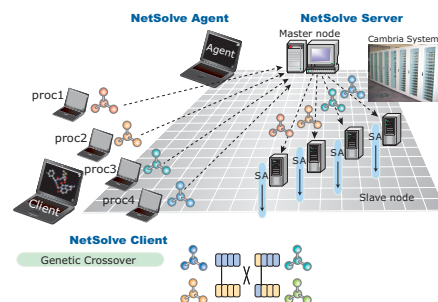 NetSolve Agent
NetSolve Server
Master node
Cambria System
Agent
proc1
proc2
proc3
proc4
SA
SA
SA
SA
Client
Slave node
NetSolve Client
Genetic Crossover